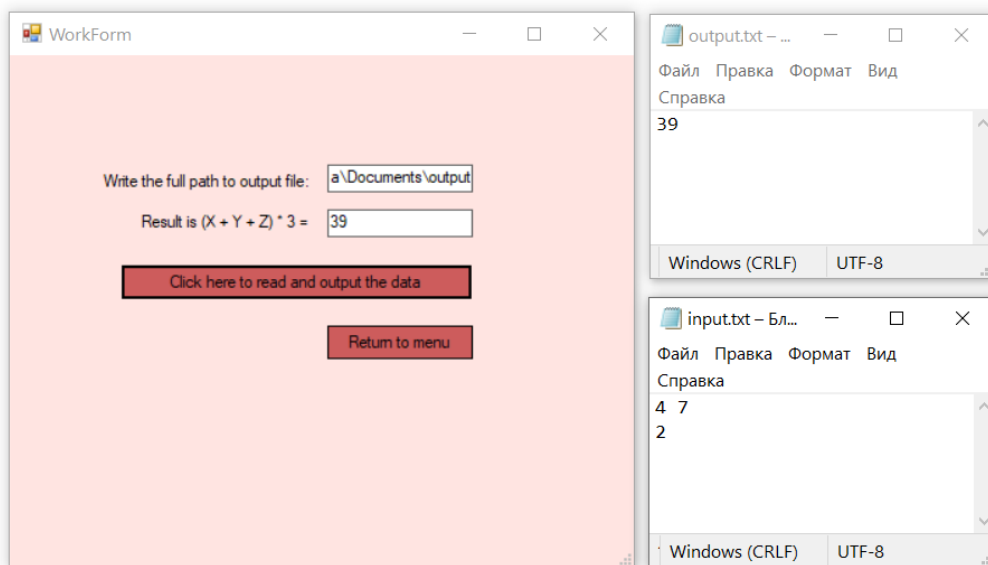 WorkForm
Write the full path to output file:
a\Documents\output
Result is (X + Y + Z) * 3 =
39
Click here to read and output the data
Return to menu
output.txt – ...
Файл Правка Формат Вид
Справка
39
Windows (CRLF)
UTF-8
input.txt – Бл...
Файл Правка Формат Вид
Справка
4 7
2
Windows (CRLF)
UTF-8